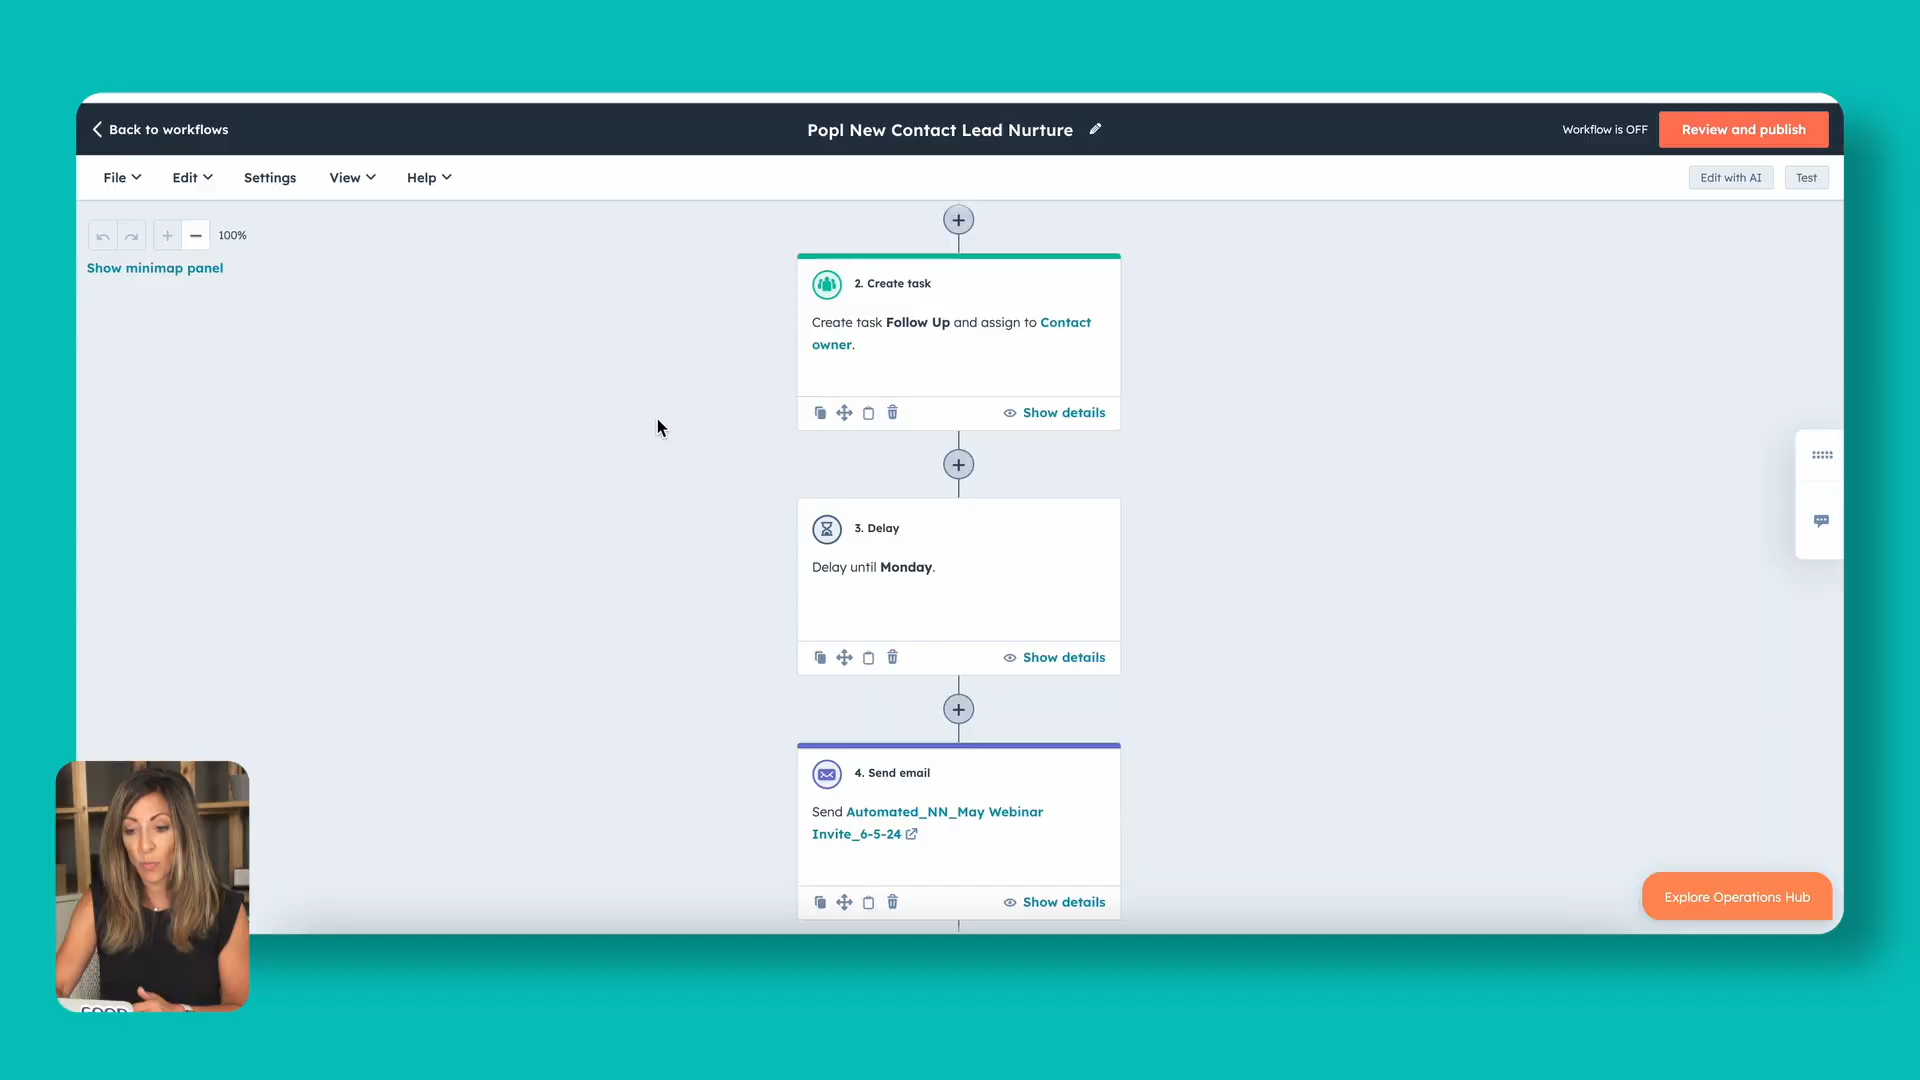 Back to workflows
Popl New Contact Lead Nurture
Workflow is OFF
Review and publish
File
Edit
Settings
View
Help
Edit with AI
Test
100%
Show minimap panel
2. Create task
Create task Follow Up and assign to Contact
owner.
Show details
3. Delay
Delay until Monday.
Show details
4. Send email
Send Automated_NN_May Webinar
Invite_6-5-24
Show details
Explore Operations Hub